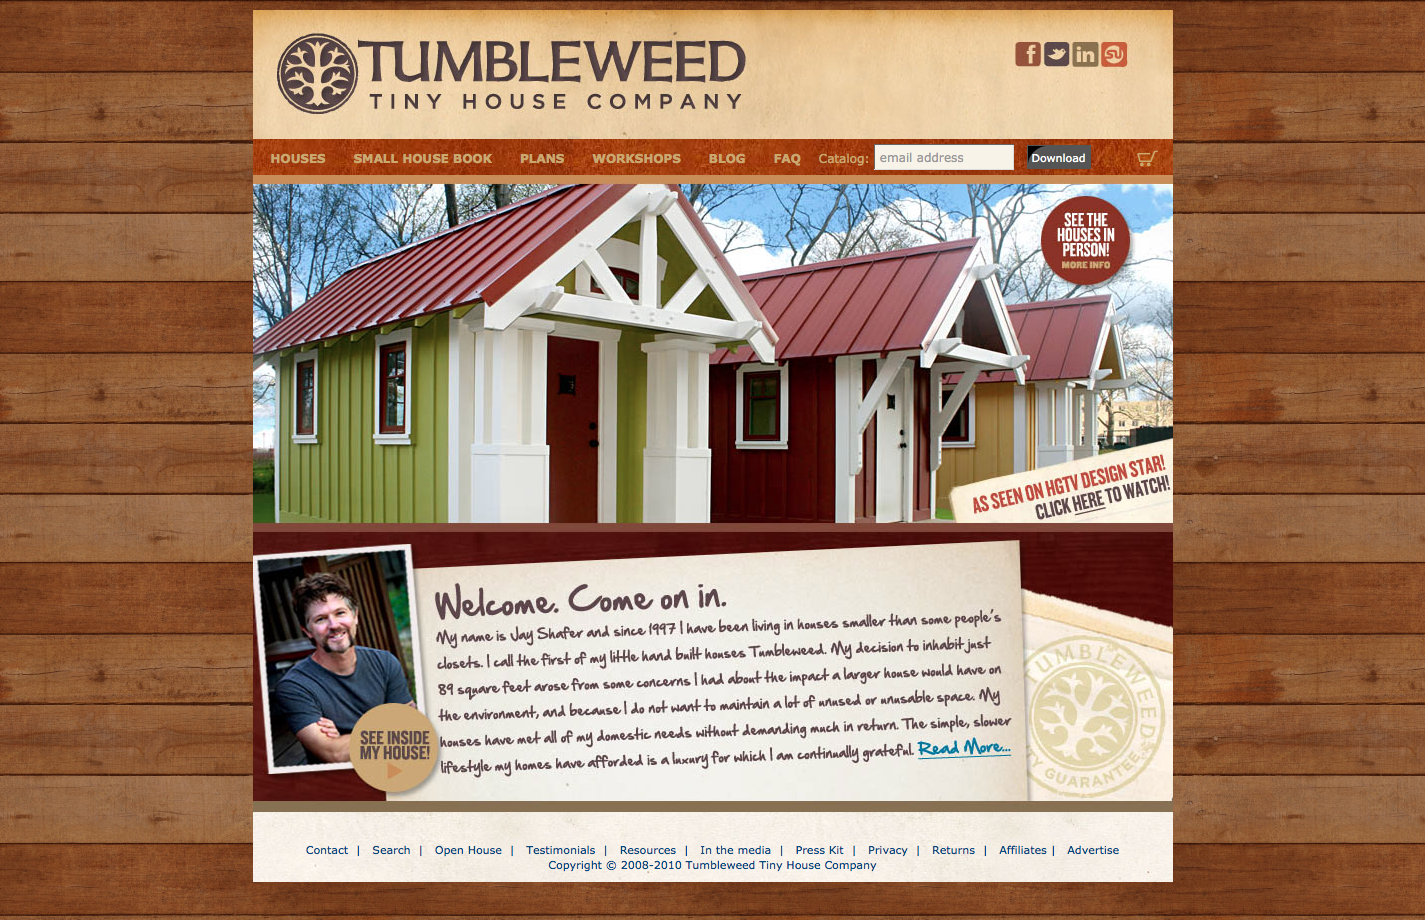 TUMBLEWEED
TINY HOUSE COMPANY
f in
HOUSES SMALL HOUSE BOOK PLANS WORKSHOPS BLOG FAQ Catalog: email address Download
SEE THE
HOUSES IN
PERSON!
MORE INFO
AS SEEN ON HGTV DESIGN STAR!
CLICK HERE TO WATCH!
Welcome. Come on in.
My name is Jay Shafer and since 1997 I have been living in houses smaller than some people's
closets. I call the first of my little hand built houses Tumbleweed. My decision to inhabit just
89 square feet arose from some concerns I had about the impact a larger house would have on
the environment, and because I do not want to maintain a lot of unused or unusable space. My
houses have met all of my domestic needs without demanding much in return. The simple, slower
lifestyle my homes have afforded is a luxury for which I am continually grateful. Read More...
SEE INSIDE
MY HOUSE!
TUMBLEWEED
TY GUARANTEE
Contact | Search | Open House | Testimonials | Resources | In the media | Press Kit | Privacy | Returns | Affiliates | Advertise
Copyright © 2008-2010 Tumbleweed Tiny House Company